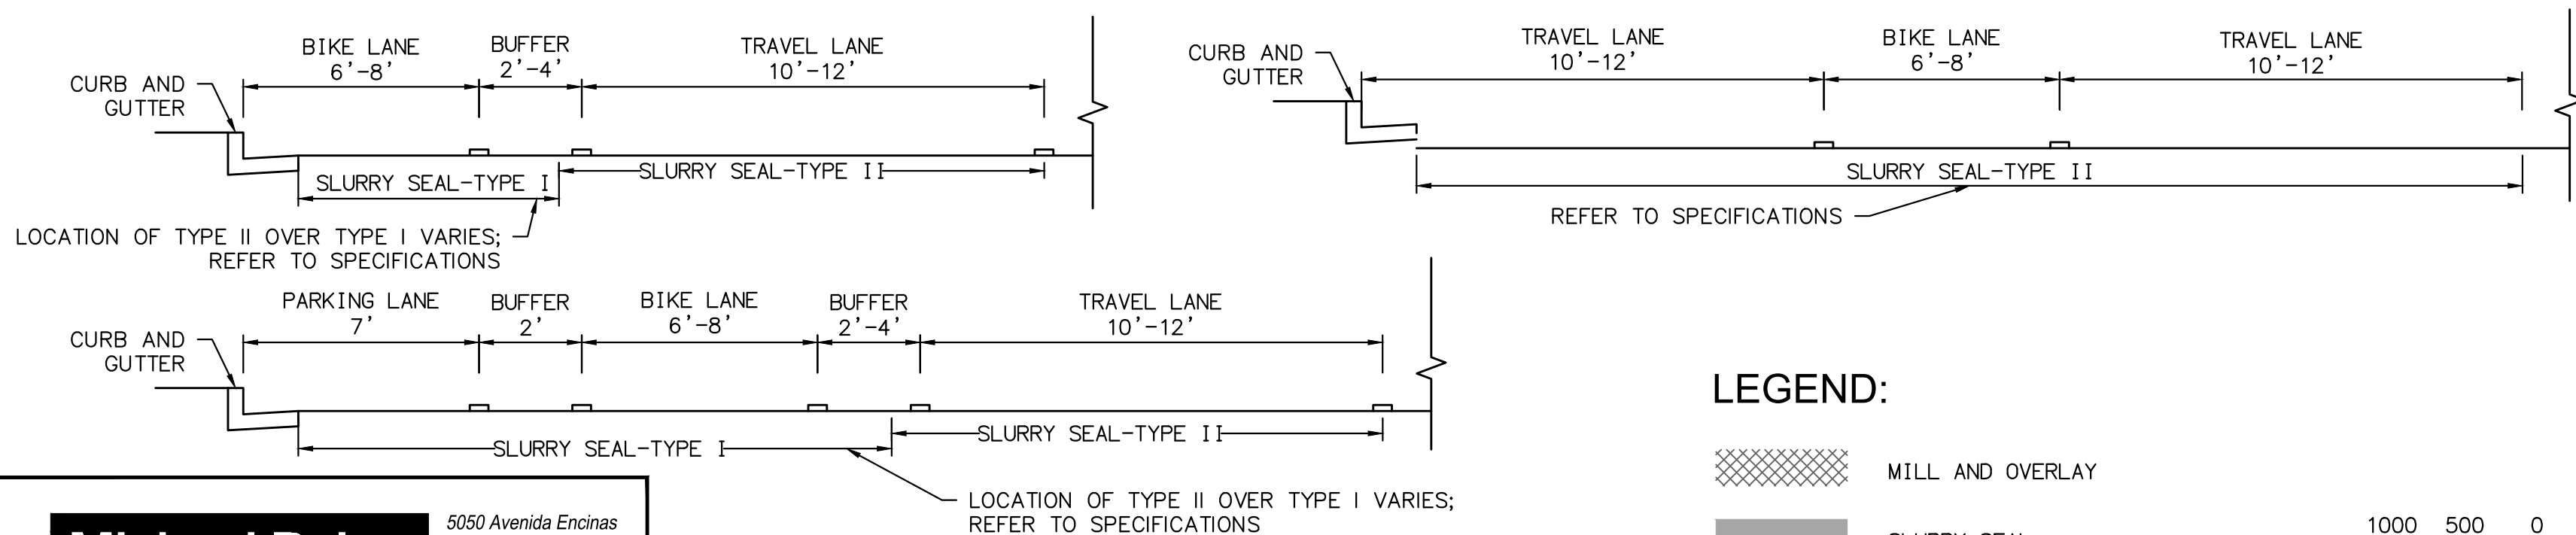 BIKE LANE
6'-8'
BUFFER
2'-4'
TRAVEL LANE
10'-12'
CURB AND
GUTTER
SLURRY SEAL-TYPE I
SLURRY SEAL-TYPE II
LOCATION OF TYPE II OVER TYPE I VARIES;
REFER TO SPECIFICATIONS
CURB AND
GUTTER
TRAVEL LANE
10'-12'
BIKE LANE
6'-8'
TRAVEL LANE
10'-12'
SLURRY SEAL-TYPE II
REFER TO SPECIFICATIONS
PARKING LANE
7'
BUFFER
2'
BIKE LANE
6'-8'
BUFFER
2'-4'
TRAVEL LANE
10'-12'
CURB AND
GUTTER
SLURRY SEAL-TYPE I
SLURRY SEAL-TYPE II
LOCATION OF TYPE II OVER TYPE I VARIES;
REFER TO SPECIFICATIONS
LEGEND:
MILL AND OVERLAY
SLURRY SEAL
1000 500 0
5050 Avenida Encinas